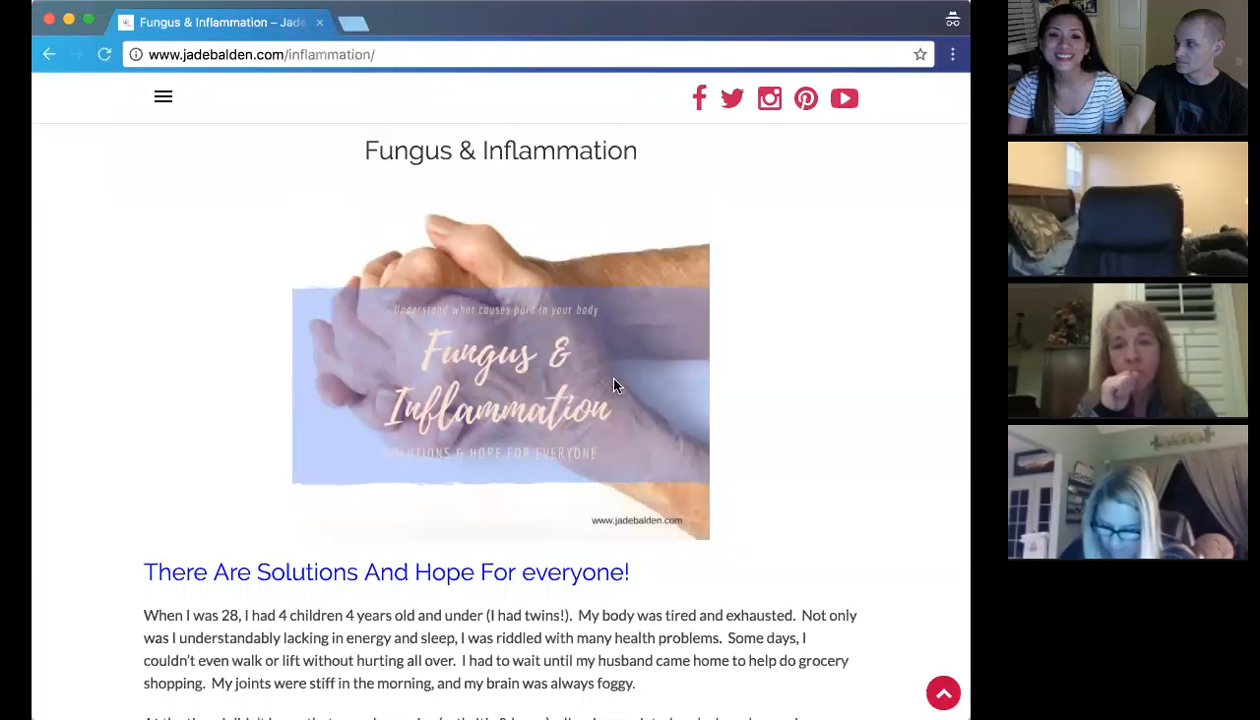 Fungus & Inflammation – Jade
www.jadebalden.com/inflammation/
Fungus & Inflammation
Understand what causes pain in your body
Fungus &
Inflammation
SOLUTIONS & HOPE FOR EVERYONE
www.jadebalden.com
There Are Solutions And Hope For everyone!
When I was 28, I had 4 children 4 years old and under (I had twins!). My body was tired and exhausted. Not only
was I understandably lacking in energy and sleep, I was riddled with many health problems. Some days, I
couldn't even walk or lift without hurting all over. I had to wait until my husband came home to help do grocery
shopping. My joints were stiff in the morning, and my brain was always foggy.